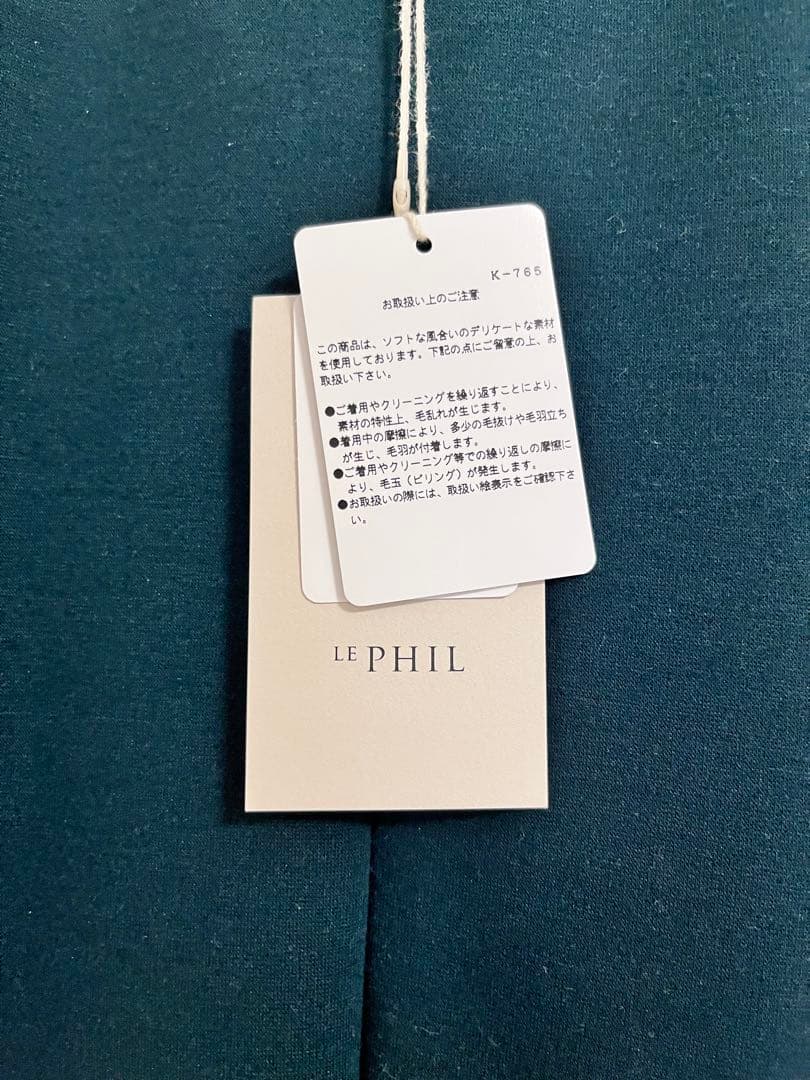 K-765
お取扱い上のご注意
この商品は、ソフトな風合いのデリケートな素材
を使用しております。下記の点にご留意の上、お
取扱い下さい。
●ご着用やクリーニングを繰り返すことにより、
素材の特性上、毛乱れが生じます。
●着用中の摩擦により、多少の毛抜けや毛羽立ち
が生じ、毛羽が付着します。
●ご着用やクリーニング等での繰り返しの摩擦に
より、毛玉（ピリング）が発生します。
●お取扱いの際には、取扱い絵表示をご確認下さ
い。
LE PHIL